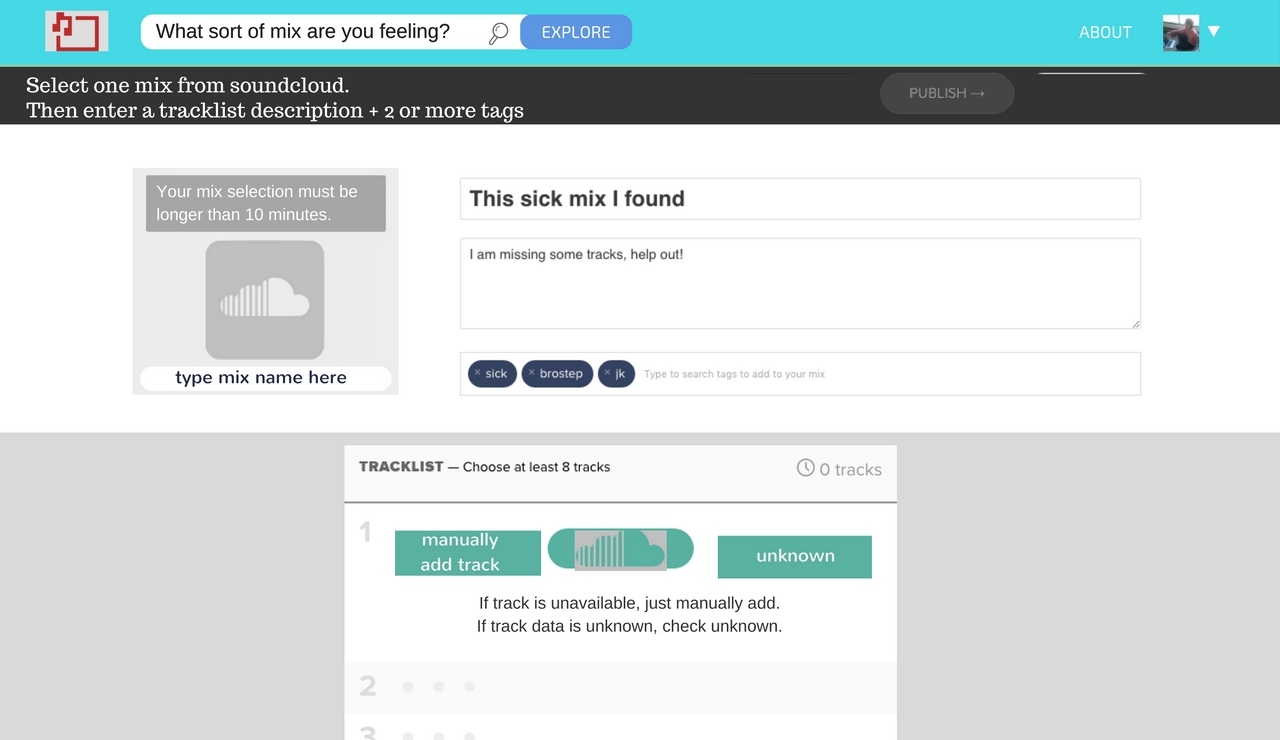 What sort of mix are you feeling?
EXPLORE
ABOUT
Select one mix from soundcloud.
Then enter a tracklist description + 2 or more tags
PUBLISH →
Your mix selection must be
longer than 10 minutes.
type mix name here
This sick mix I found
I am missing some tracks, help out!
× sick × brostep × jk Type to search tags to add to your mix
TRACKLIST — Choose at least 8 tracks
0 tracks
1
manually
add track
unknown
If track is unavailable, just manually add.
If track data is unknown, check unknown.
2
3